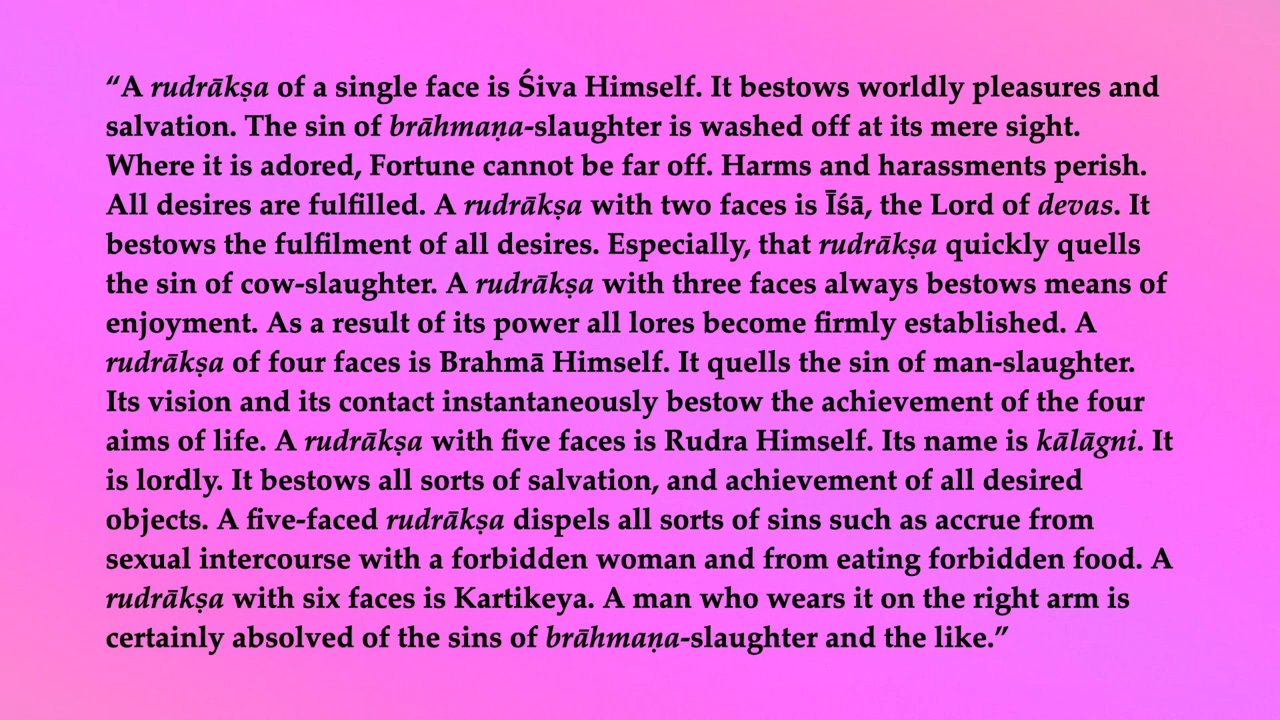 “A rudrākṣa of a single face is Śiva Himself. It bestows worldly pleasures and
salvation. The sin of brāhmaṇa-slaughter is washed off at its mere sight.
Where it is adored, Fortune cannot be far off. Harms and harassments perish.
All desires are fulfilled. A rudrākṣa with two faces is Īśā, the Lord of devas. It
bestows the fulfilment of all desires. Especially, that rudrākṣa quickly quells
the sin of cow-slaughter. A rudrākṣa with three faces always bestows means of
enjoyment. As a result of its power all lores become firmly established. A
rudrākṣa of four faces is Brahmā Himself. It quells the sin of man-slaughter.
Its vision and its contact instantaneously bestow the achievement of the four
aims of life. A rudrākṣa with five faces is Rudra Himself. Its name is kālāgni. It
is lordly. It bestows all sorts of salvation, and achievement of all desired
objects. A five-faced rudrākṣa dispels all sorts of sins such as accrue from
sexual intercourse with a forbidden woman and from eating forbidden food. A
rudrākṣa with six faces is Kartikeya. A man who wears it on the right arm is
certainly absolved of the sins of brāhmaṇa-slaughter and the like.”